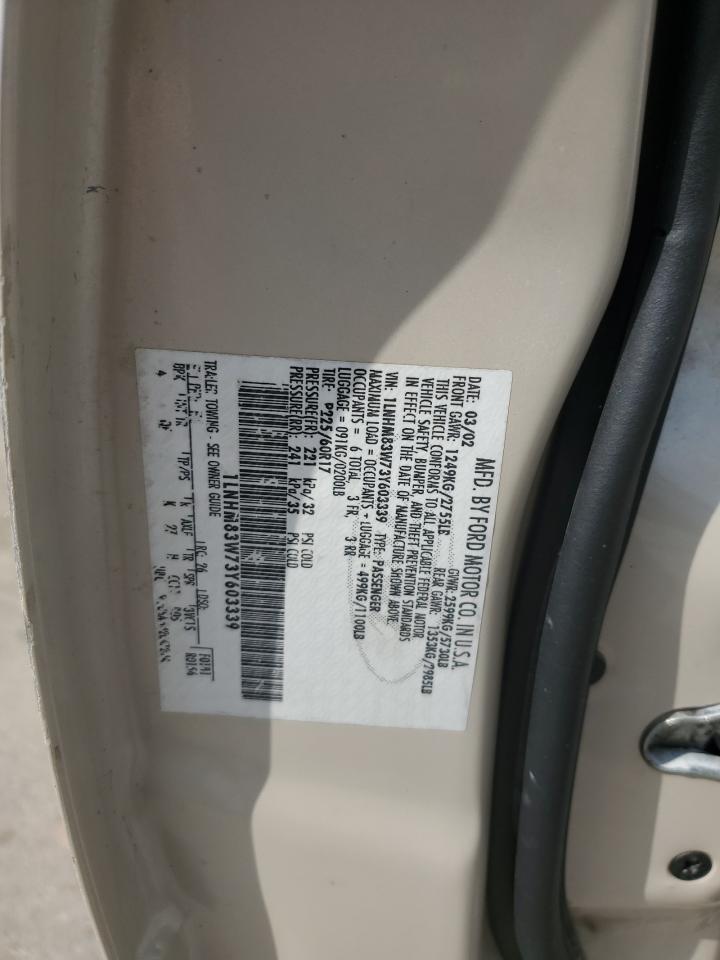 MFD. BY FORD MOTOR CO. IN U.S.A.
DATE: 03/02 GVWR: 2599KG/5730LB
FRONT GAWR: 1249KG/2755LB REAR GAWR: 1353KG/2985LB
THIS VEHICLE CONFORMS TO ALL APPLICABLE FEDERAL MOTOR
VEHICLE SAFETY, BUMPER, AND THEFT PREVENTION STANDARDS
IN EFFECT ON THE DATE OF MANUFACTURE SHOWN ABOVE.
VIN: 1LNHM83W73Y603339 TYPE: PASSENGER
MAXIMUM LOAD = OCCUPANTS + LUGGAGE = 499KG/1100LB
OCCUPANTS = 6 TOTAL, 3 FR, 3 RR
LUGGAGE = 091KG/0200LB
TIRE: P225/60R17
PRESSURE(FR): 221 kPa/32 PSI COLD
PRESSURE(RR): 241 kPa/35 PSI COLD
1LNHM83W73Y603339
TRAILER TOWING - SEE OWNER GUIDE